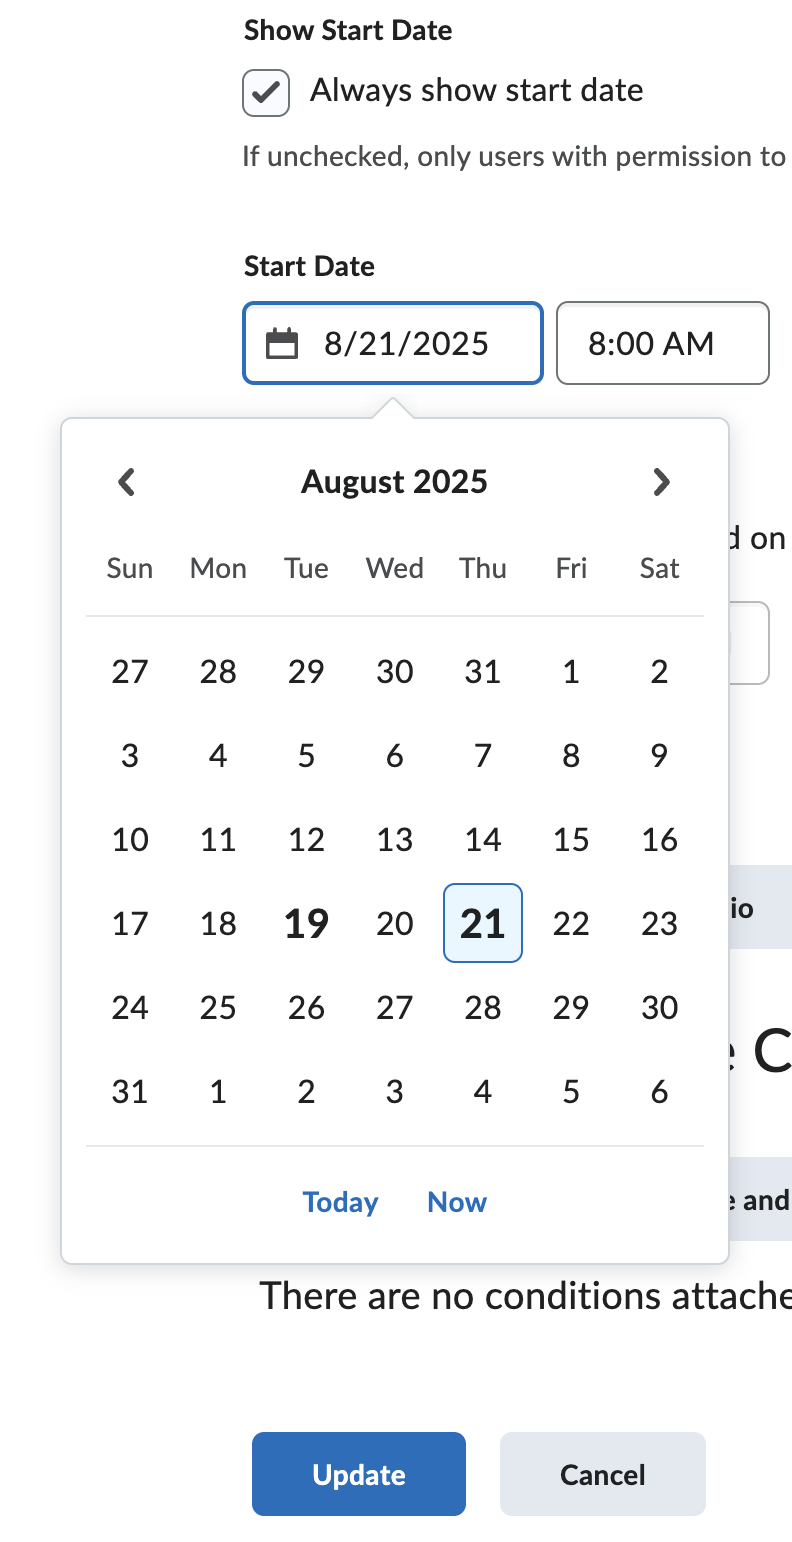 Show Start Date
Always show start date
If unchecked, only users with permission to
Start Date
8/21/2025 8:00 AM
August 2025
d on
Sun Mon Tue Wed Thu Fri Sat
27 28 29 30 31 1 2
3 4 5 6 7 8 9
10 11 12 13 14 15 16
io
17 18 19 20 21 22 23
24 25 26 27 28 29 30
e C
31 1 2 3 4 5 6
Today Now
e and
There are no conditions attache
Update Cancel